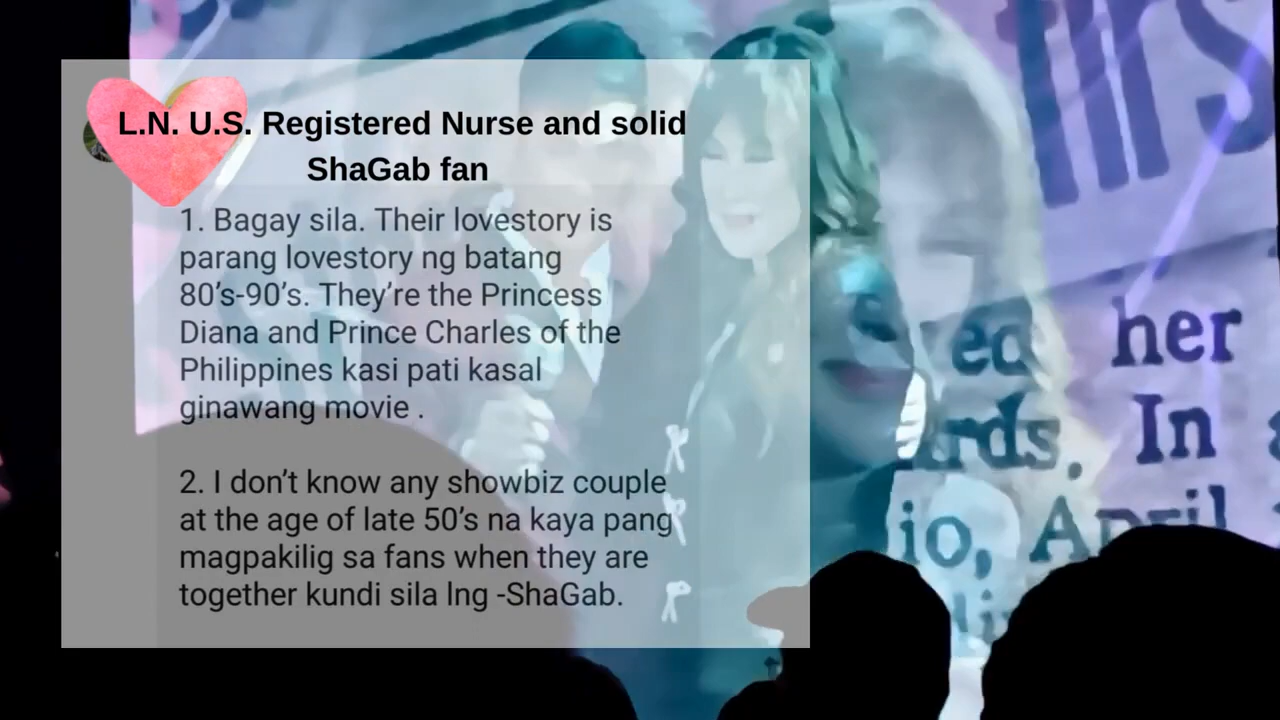 L.N. U.S. Registered Nurse and solid
ShaGab fan
1. Bagay sila. Their lovestory is
parang lovestory ng batang
80's-90's. They're the Princess
Diana and Prince Charles of the
Philippines kasi pati kasal
ginawang movie .
2. I don't know any showbiz couple
at the age of late 50's na kaya pang
magpakilig sa fans when they are
together kundi sila lng -ShaGab.
firs
her
In
io, April